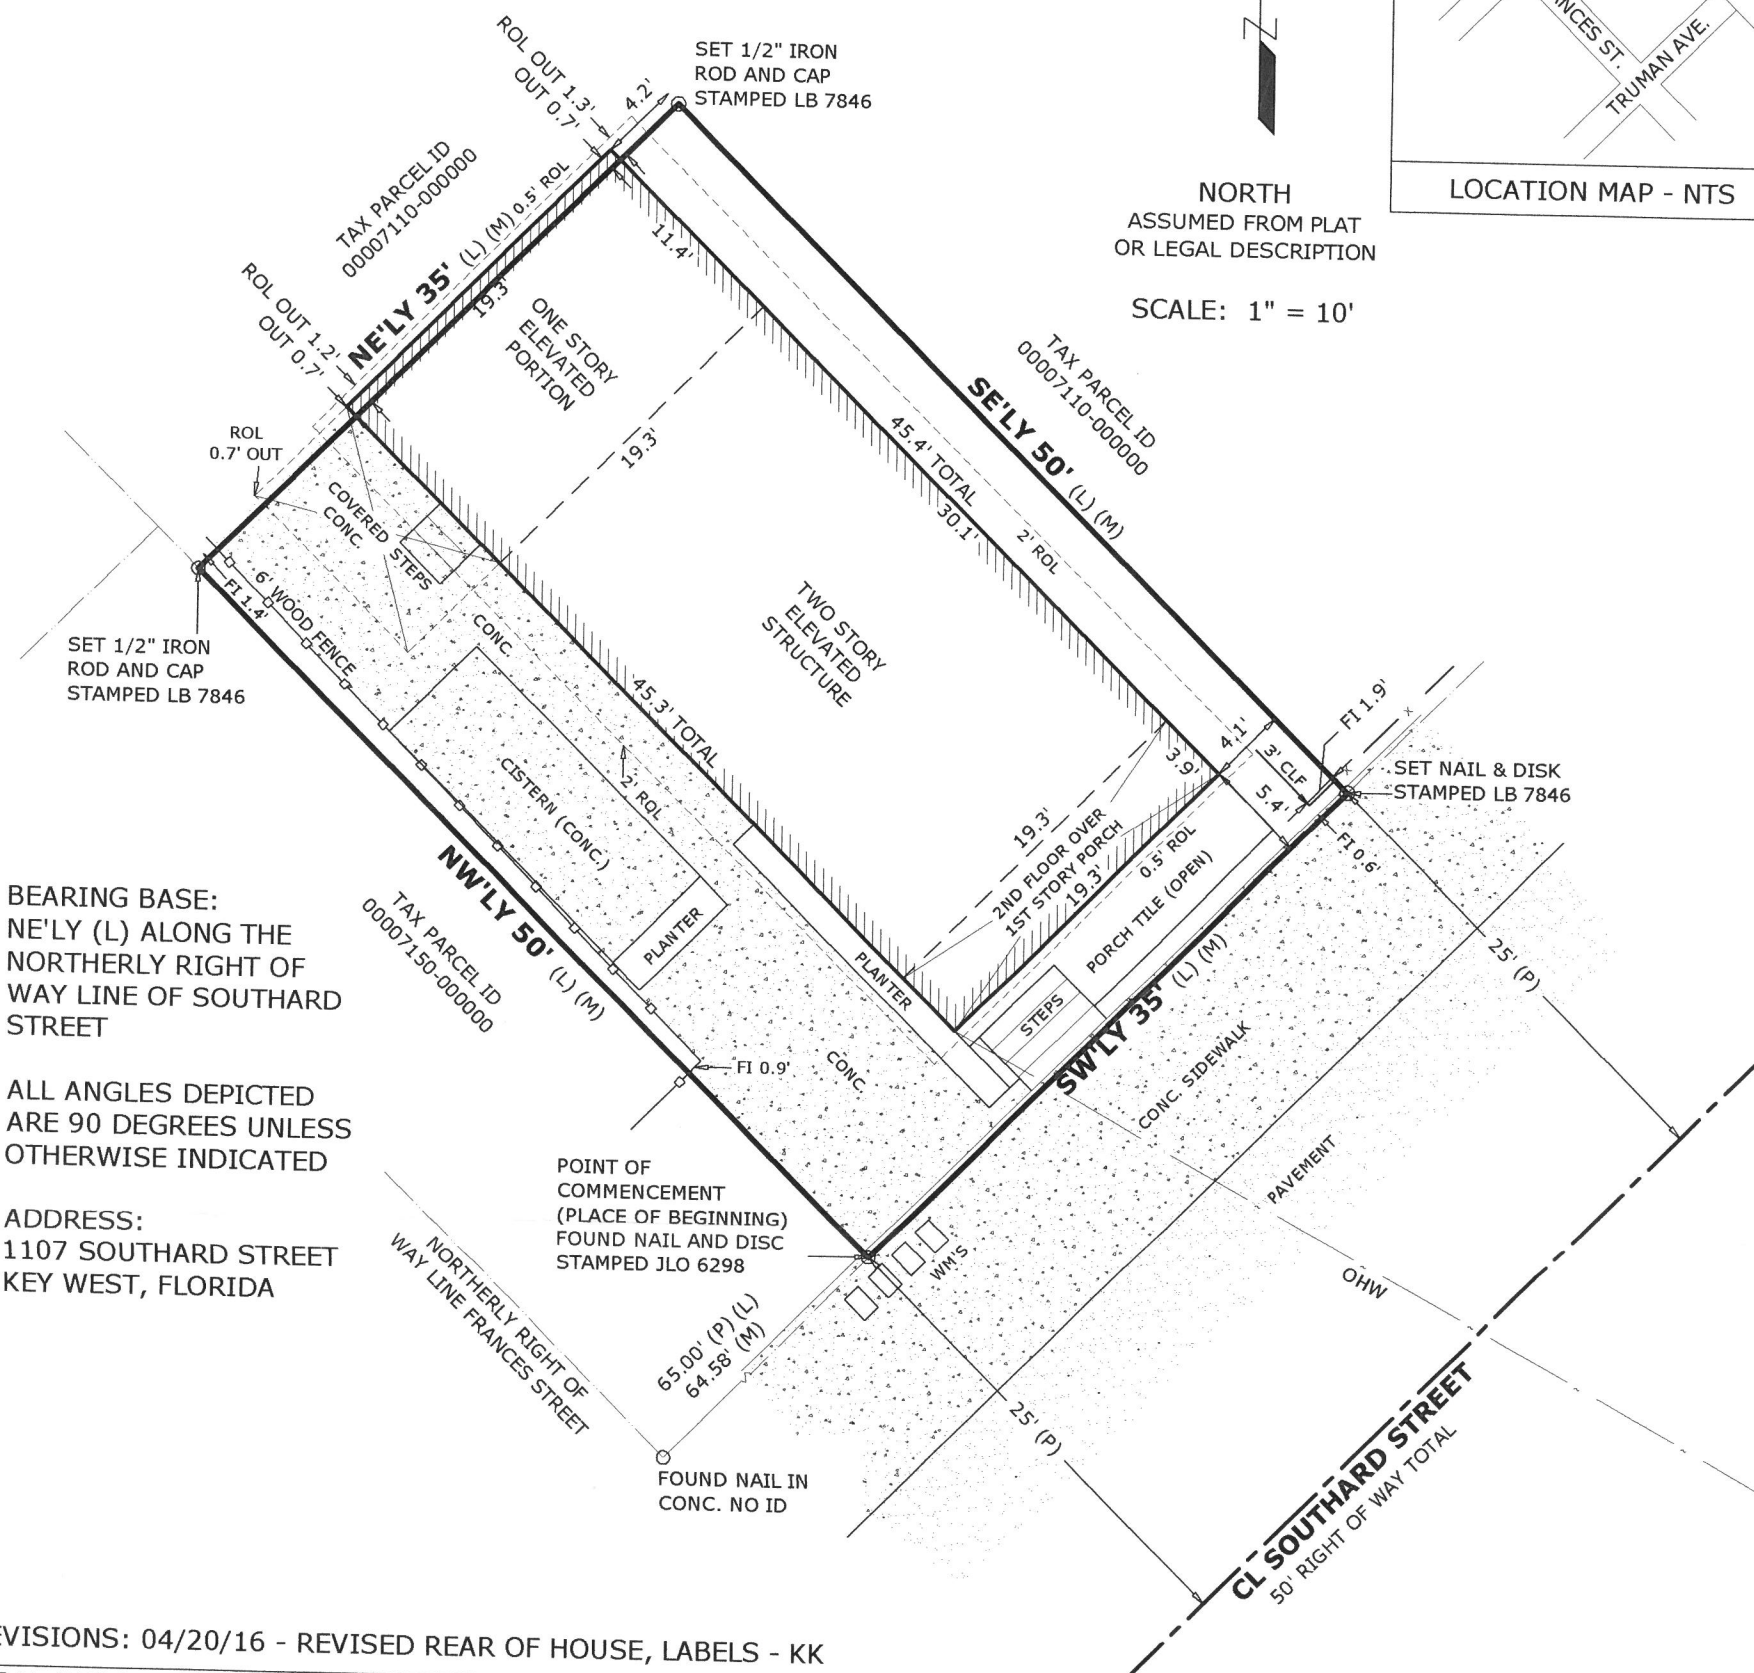 NCES ST.
TRUMAN AVE.
LOCATION MAP - NTS
N
NORTH
ASSUMED FROM PLAT
OR LEGAL DESCRIPTION
SCALE: 1" = 10'
SET 1/2" IRON
ROD AND CAP
STAMPED LB 7846
ROL OUT 1.3'
OUT 0.7'
4.2'
TAX PARCEL ID
00007110-000000
NE'LY 35' (L) (M)
0.5' ROL
ROL OUT 1.2'
OUT 0.7'
19.3'
11.4'
ONE STORY
ELEVATED
PORTION
19.3'
TAX PARCEL ID
00007110-000000
SE'LY 50' (L) (M)
45.4' TOTAL
30.1'
2' ROL
ROL
0.7' OUT
COVERED
CONC.
STEPS
6' WOOD FENCE
FI 1.4'
SET 1/2" IRON
ROD AND CAP
STAMPED LB 7846
CONC.
TWO STORY
ELEVATED
STRUCTURE
45.3' TOTAL
2' ROL
CISTERN (CONC.)
PLANTER
PLANTER
NW'LY 50' (L) (M)
TAX PARCEL ID
00007150-000000
19.3'
2ND FLOOR OVER
1ST STORY PORCH
19.3'
3.9'
4.1'
3' CLF
5.4'
FI 1.9'
SET NAIL & DISK
STAMPED LB 7846
FI 0.6'
0.5' ROL
PORCH TILE (OPEN)
STEPS
SW'LY 35' (L) (M)
CONC. SIDEWALK
25' (P)
PAVEMENT
OHW
FI 0.9'
CONC.
BEARING BASE:
NE'LY (L) ALONG THE
NORTHERLY RIGHT OF
WAY LINE OF SOUTHARD
STREET
ALL ANGLES DEPICTED
ARE 90 DEGREES UNLESS
OTHERWISE INDICATED
ADDRESS:
1107 SOUTHARD STREET
KEY WEST, FLORIDA
POINT OF
COMMENCEMENT
(PLACE OF BEGINNING)
FOUND NAIL AND DISC
STAMPED JLO 6298
WM'S
NORTHERLY RIGHT OF
WAY LINE FRANCES STREET
65.00' (P) (L)
64.58' (M)
FOUND NAIL IN
CONC. NO ID
25' (P)
CL SOUTHARD STREET
50' RIGHT OF WAY TOTAL
EVISIONS: 04/20/16 - REVISED REAR OF HOUSE, LABELS - KK